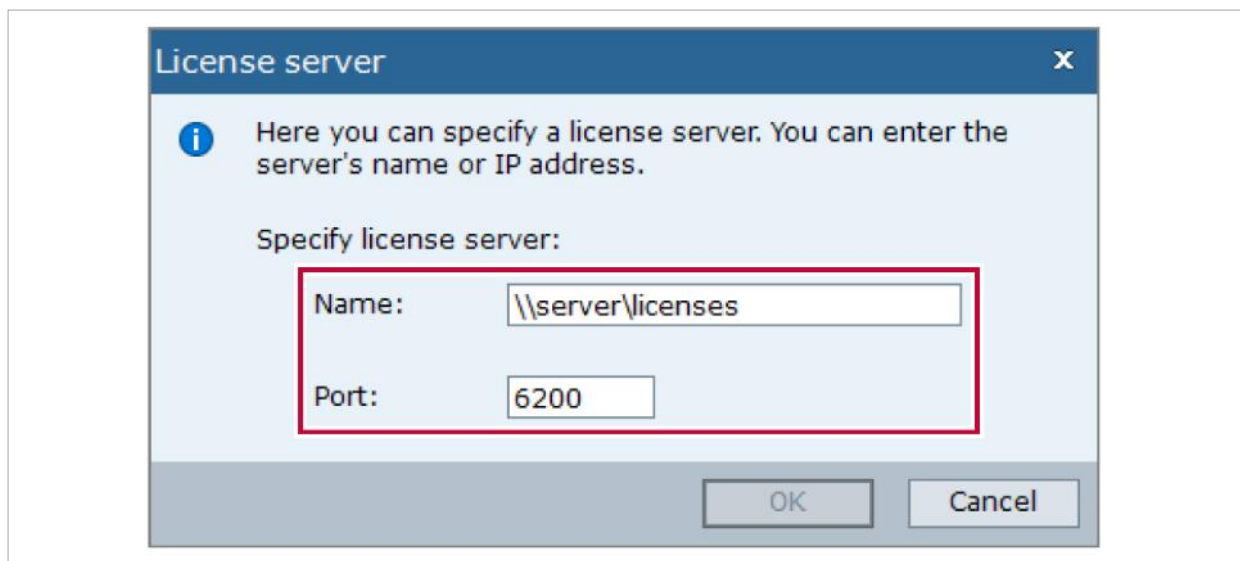 License server x
i Here you can specify a license server. You can enter the
server's name or IP address.
Specify license server:
Name: \\server\licenses
Port: 6200
OK Cancel